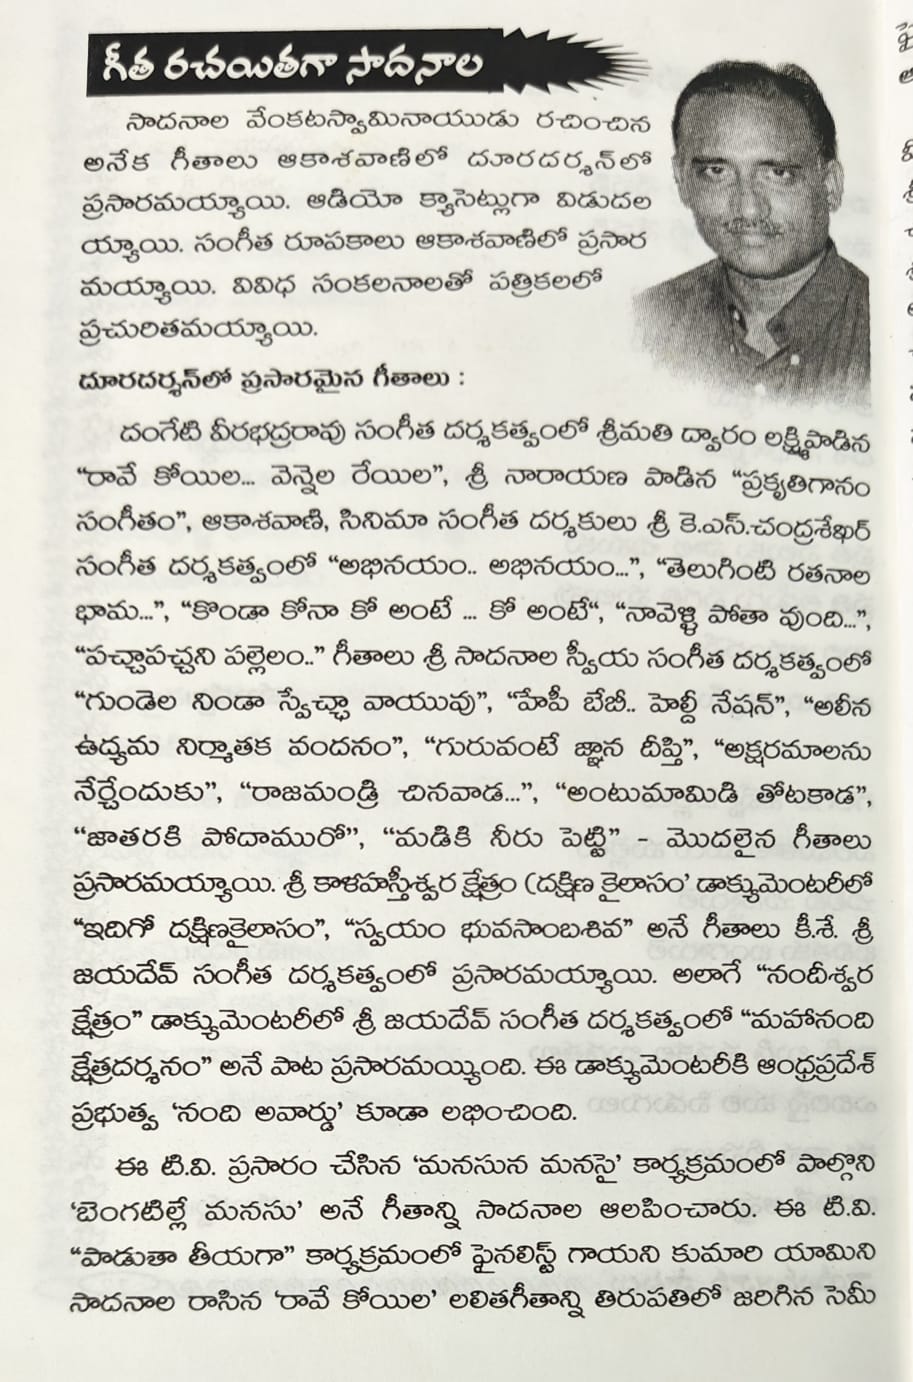 గీత రచయితగా సాదనాల
సాదనాల వేంకటస్వామినాయుడు రచించిన
అనేక గీతాలు ఆకాశవాణిలో దూరదర్శన్‌లో
ప్రసారమయ్యాయి. ఆడియో క్యాసెట్లుగా విడుదల
య్యాయి. సంగీత రూపకాలు ఆకాశవాణిలో ప్రసార
మయ్యాయి. వివిధ సంకలనాలతో పత్రికలలో
ప్రచురితమయ్యాయి.
దూరదర్శన్‌లో ప్రసారమైన గీతాలు :
దంగేటి వీరభద్రరావు సంగీత దర్శకత్వంలో శ్రీమతి ద్వారం లక్ష్మిపాడిన
“రావే కోయిల... వెన్నెల రేయిల”, శ్రీ నారాయణ పాడిన “ప్రకృతిగానం
సంగీతం”, ఆకాశవాణి, సినిమా సంగీత దర్శకులు శ్రీ కె.ఎస్.చంద్రశేఖర్
సంగీత దర్శకత్వంలో “అభినయం.. అభినయం...”, “తెలుగింటి రతనాల
భామ...”, “కొండా కోనా కో అంటే ... కో అంటే“, “నావెళ్ళి పోతా వుంది...”,
“పచ్చాపచ్చని పల్లెలం..” గీతాలు శ్రీ సాదనాల స్వీయ సంగీత దర్శకత్వంలో
“గుండెల నిండా స్వేచ్ఛా వాయువు”, “హేపీ బేబీ.. హెల్దీ నేషన్”, “అలీన
ఉద్యమ నిర్మాతక వందనం”, “గురువంటే జ్ఞాన దీప్తి”, “అక్షరమాలను
నేర్చేందుకు”, “రాజమండ్రి చినవాడ...”, “అంటుమామిడి తోటకాడ”,
“జాతరకి పోదామురో”, “మడికి నీరు పెట్టి” - మొదలైన గీతాలు
ప్రసారమయ్యాయి. శ్రీ కాళహస్తీశ్వర క్షేత్రం (దక్షిణ కైలాసం’ డాక్యుమెంటరీలో
“ఇదిగో దక్షిణకైలాసం”, “స్వయం భువసాంబశివ” అనే గీతాలు కీ.శే. శ్రీ
జయదేవ్ సంగీత దర్శకత్వంలో ప్రసారమయ్యాయి. అలాగే “నందీశ్వర
క్షేత్రం” డాక్యుమెంటరీలో శ్రీ జయదేవ్ సంగీత దర్శకత్వంలో “మహానంది
క్షేత్రదర్శనం” అనే పాట ప్రసారమయ్యింది. ఈ డాక్యుమెంటరీకి ఆంధ్రప్రదేశ్
ప్రభుత్వ ‘నంది అవార్డు’ కూడా లభించింది.
ఈ టి.వి. ప్రసారం చేసిన ‘మనసున మనసై’ కార్యక్రమంలో పాల్గొని
‘బెంగటిల్లే మనసు’ అనే గీతాన్ని సాదనాల ఆలపించారు. ఈ టి.వి.
“పాడుతా తీయగా” కార్యక్రమంలో ఫైనలిస్ట్ గాయని కుమారి యామిని
సాదనాల రాసిన ‘రావే కోయిల’ లలితగీతాన్ని తిరుపతిలో జరిగిన సెమీ